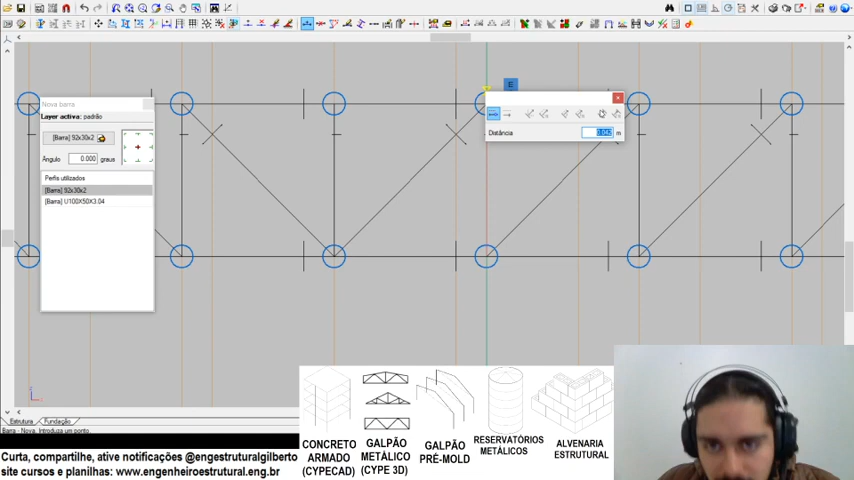 Nova barra
Layer activa: padrão
[Barra] 92x30x2
Ângulo 0.000 graus
Perfis utilizados
[Barra] 92x30x2
[Barra] U100X50X3.04
E
Distância 0.042 m
Estrutura Fundação
Barra - Nova. Introduza um ponto.
CONCRETO ARMADO (CYPECAD)
GALPÃO METÁLICO (CYPE 3D)
GALPÃO PRÉ-MOLD
RESERVATÓRIOS METÁLICOS
ALVENARIA ESTRUTURAL
Curta, compartilhe, ative notificações @engestruturalgilberto
site cursos e planilhas: www.engenheiroestrutural.eng.br